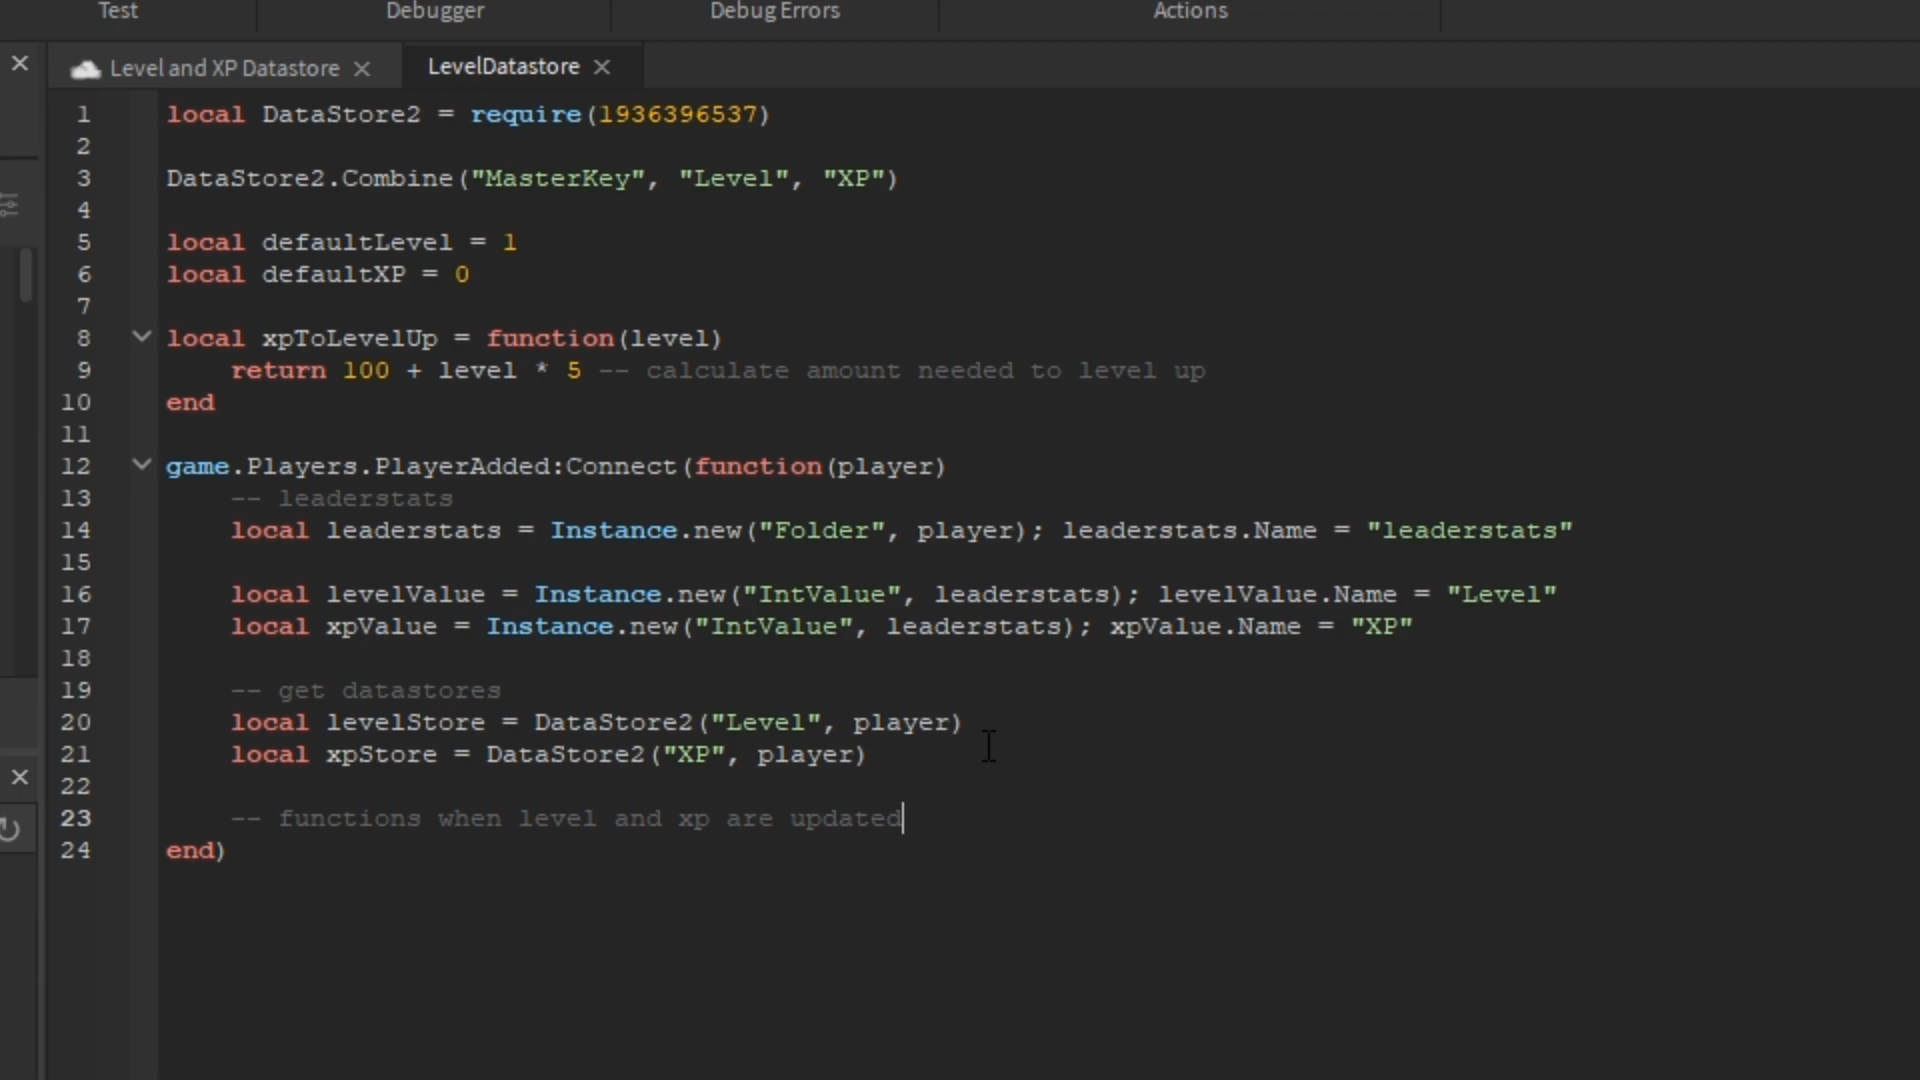 Test Debugger Debug Errors Actions
Level and XP Datastore LevelDatastore
1 local DataStore2 = require(1936396537)
2
3 DataStore2.Combine("MasterKey", "Level", "XP")
4
5 local defaultLevel = 1
6 local defaultXP = 0
7
8 local xpToLevelUp = function(level)
9 return 100 + level * 5 -- calculate amount needed to level up
10 end
11
12 game.Players.PlayerAdded:Connect(function(player)
13 -- leaderstats
14 local leaderstats = Instance.new("Folder", player); leaderstats.Name = "leaderstats"
15
16 local levelValue = Instance.new("IntValue", leaderstats); levelValue.Name = "Level"
17 local xpValue = Instance.new("IntValue", leaderstats); xpValue.Name = "XP"
18
19 -- get datastores
20 local levelStore = DataStore2("Level", player)
21 local xpStore = DataStore2("XP", player)
22
23 -- functions when level and xp are updated
24 end)